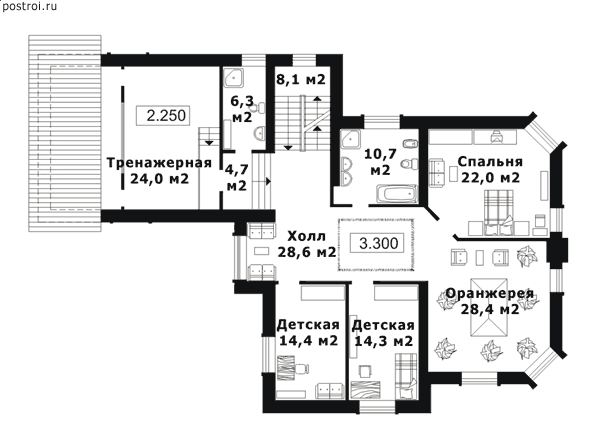 postroi.ru
8,1 м2
6,3
м2
2.250
Тренажерная
24,0 м2
4,7
м2
10,7
м2
Спальня
22,0 м2
Холл
28,6 м2
3.300
Оранжерея
28,4 м2
Детская
14,4 м2
Детская
14,3 м2